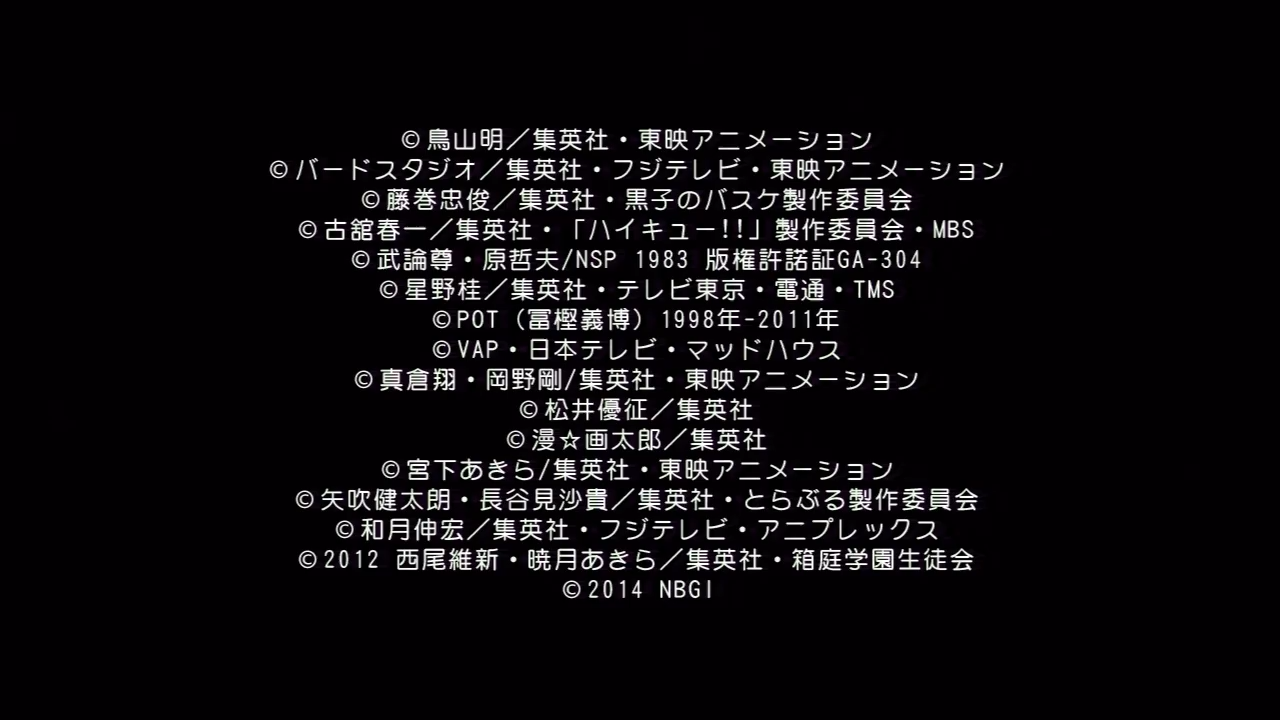 ©鳥山明／集英社・東映アニメーション
©バードスタジオ／集英社・フジテレビ・東映アニメーション
©藤巻忠俊／集英社・黒子のバスケ製作委員会
©古舘春一／集英社・「ハイキュー!!」製作委員会・MBS
©武論尊・原哲夫/NSP 1983 版権許諾証GA-304
©星野桂／集英社・テレビ東京・電通・TMS
©POT（冨樫義博）1998年-2011年
©VAP・日本テレビ・マッドハウス
©真倉翔・岡野剛/集英社・東映アニメーション
©松井優征／集英社
©漫☆画太郎／集英社
©宮下あきら/集英社・東映アニメーション
©矢吹健太朗・長谷見沙貴／集英社・とらぶる製作委員会
©和月伸宏／集英社・フジテレビ・アニプレックス
©2012 西尾維新・暁月あきら／集英社・箱庭学園生徒会
©2014 NBGI